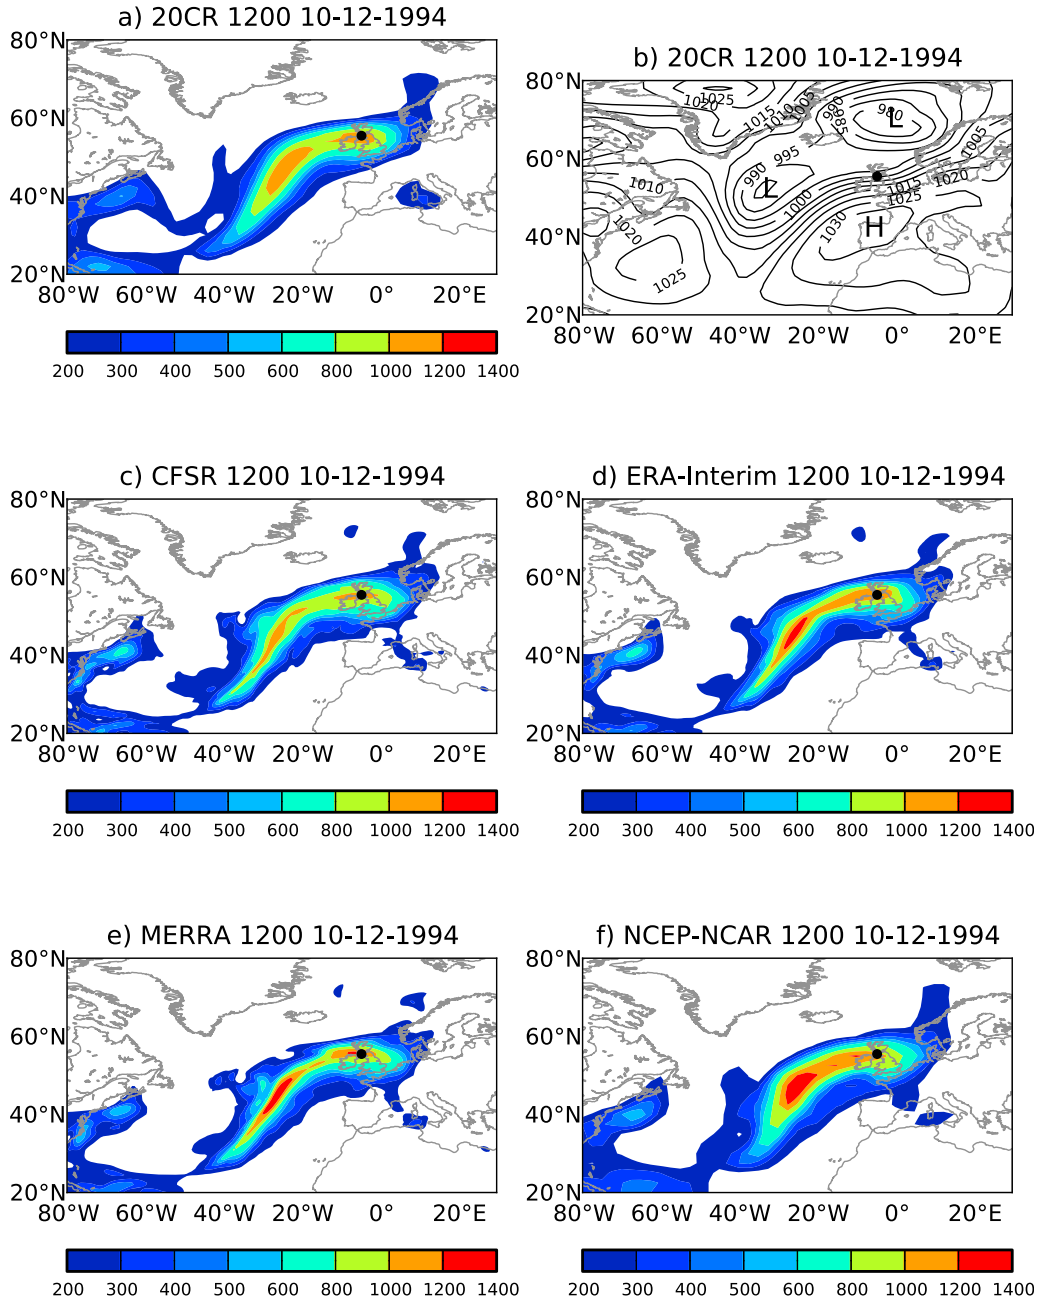 a) 20CR 1200 10-12-1994
80°N
60°N
40°N
20°N
80°W 60°W 40°W 20°W 0° 20°E
200 300 400 500 600 800 1000 1200 1400
b) 20CR 1200 10-12-1994
80°N
60°N
40°N
20°N
1025
1020
1015
1010
1005
990
985
980
L
1005
995
990
L
1000
1010
1015
1020
1025
1030
H
1020
1025
80°W 60°W 40°W 20°W 0° 20°E
c) CFSR 1200 10-12-1994
80°N
60°N
40°N
20°N
80°W 60°W 40°W 20°W 0° 20°E
200 300 400 500 600 800 1000 1200 1400
d) ERA-Interim 1200 10-12-1994
80°N
60°N
40°N
20°N
80°W 60°W 40°W 20°W 0° 20°E
200 300 400 500 600 800 1000 1200 1400
e) MERRA 1200 10-12-1994
80°N
60°N
40°N
20°N
80°W 60°W 40°W 20°W 0° 20°E
200 300 400 500 600 800 1000 1200 1400
f) NCEP-NCAR 1200 10-12-1994
80°N
60°N
40°N
20°N
80°W 60°W 40°W 20°W 0° 20°E
200 300 400 500 600 800 1000 1200 1400